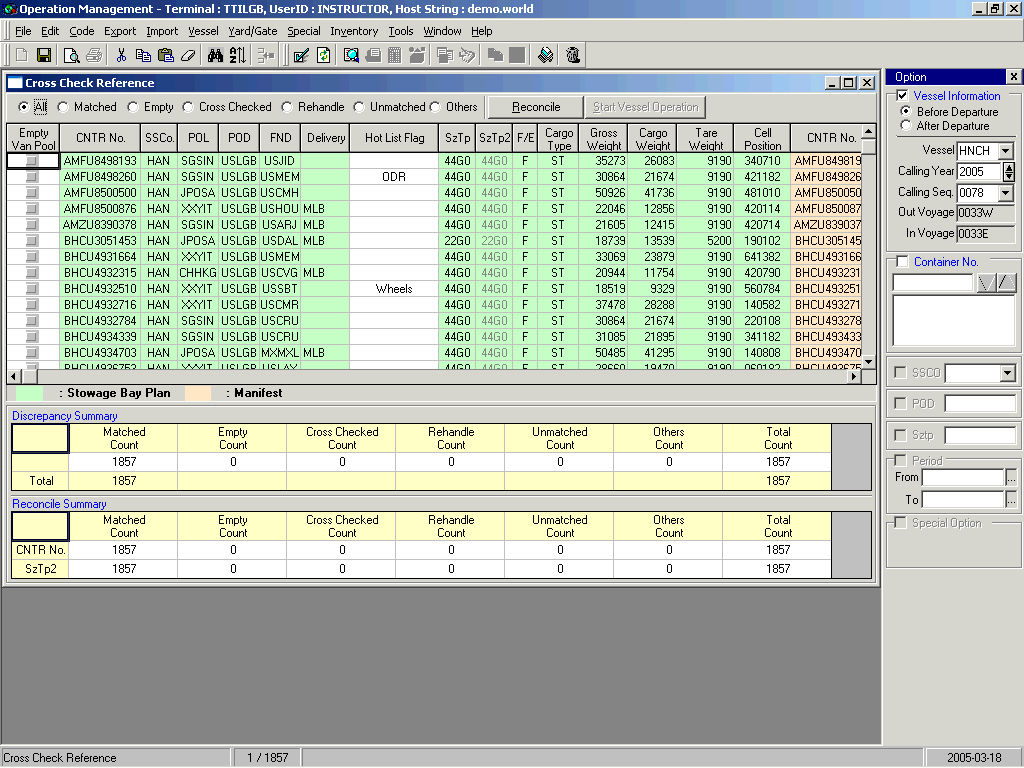 Operation Management - Terminal : TTILGB, UserID : INSTRUCTOR, Host String : demo.world
File Edit Code Export Import Vessel Yard/Gate Special Inventory Tools Window Help
Cross Check Reference
All Matched Empty Cross Checked Rehandle Unmatched Others Reconcile Start Vessel Operation
Empty Van Pool CNTR No. SSCo. POL POD FND Delivery Hot List Flag SzTp SzTp2 F/E Cargo Type Gross Weight Cargo Weight Tare Weight Cell Position CNTR No.
AMFU8498193 HAN SGSIN USLGB USJID 44G0 44G0 F ST 35273 26083 9190 340710 AMFU849819
AMFU8498260 HAN SGSIN USLGB USMEM ODR 44G0 44G0 F ST 30864 21674 9190 421182 AMFU849826
AMFU8500500 HAN JPOSA USLGB USCMH 44G0 44G0 F ST 50926 41736 9190 481010 AMFU850050
AMFU8500876 HAN XXYIT USLGB USHOU MLB 44G0 44G0 F ST 22046 12856 9190 420114 AMFU850087
AMZU8390378 HAN SGSIN USLGB USARJ MLB 44G0 44G0 F ST 21605 12415 9190 420714 AMZU839037
BHCU3051453 HAN JPOSA USLGB USDAL MLB 22G0 22G0 F ST 18739 13539 5200 190102 BHCU305145
BHCU4931664 HAN XXYIT USLGB USMEM 44G0 44G0 F ST 33069 23879 9190 641382 BHCU493166
BHCU4932315 HAN CHHKG USLGB USCVG MLB 44G0 44G0 F ST 20944 11754 9190 420790 BHCU493231
BHCU4932510 HAN XXYIT USLGB USSBT Wheels 44G0 44G0 F ST 18519 9329 9190 560784 BHCU493251
BHCU4932716 HAN XXYIT USLGB USCMR 44G0 44G0 F ST 37478 28288 9190 140582 BHCU493271
BHCU4932784 HAN SGSIN USLGB USCRU 44G0 44G0 F ST 30864 21674 9190 220108 BHCU493278
BHCU4934339 HAN SGSIN USLGB USCRU 44G0 44G0 F ST 31085 21895 9190 341182 BHCU493433
BHCU4934703 HAN JPOSA USLGB MXMXL MLB 44G0 44G0 F ST 50485 41295 9190 140808 BHCU493470
: Stowage Bay Plan : Manifest
Discrepancy Summary
Matched Count Empty Count Cross Checked Count Rehandle Count Unmatched Count Others Count Total Count
1857 0 0 0 0 0 1857
Total 1857 1857
Reconcile Summary
Matched Count Empty Count Cross Checked Count Rehandle Count Unmatched Count Others Count Total Count
CNTR No. 1857 0 0 0 0 0 1857
SzTp2 1857 0 0 0 0 0 1857
Option
Vessel Information
Before Departure
After Departure
Vessel HNCH
Calling Year 2005
Calling Seq. 0078
Out Voyage 0033W
In Voyage 0033E
Container No.
SSCO
POD
Sztp
Period
From ...
To ...
Special Option
Cross Check Reference 1 / 1857 2005-03-18